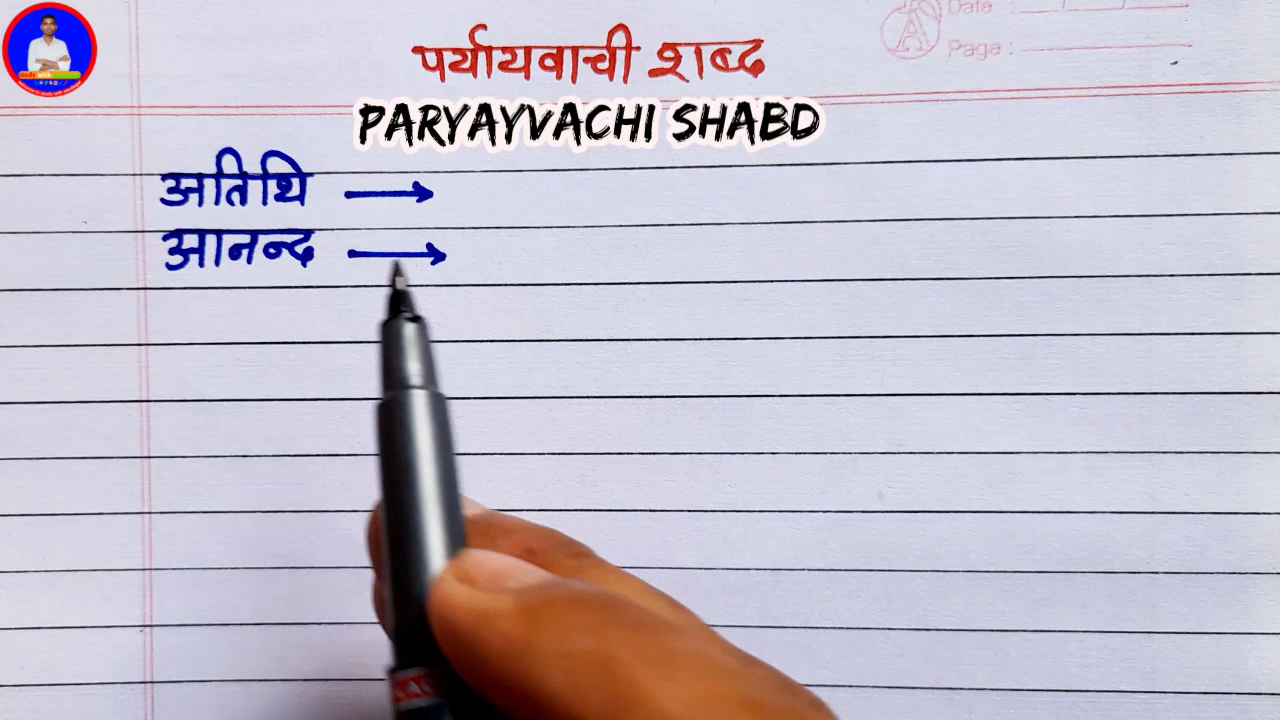 Date :
Page :
पर्यायवाची शब्द
PARYAYVACHI SHABD
अतिथि →
आनन्द →